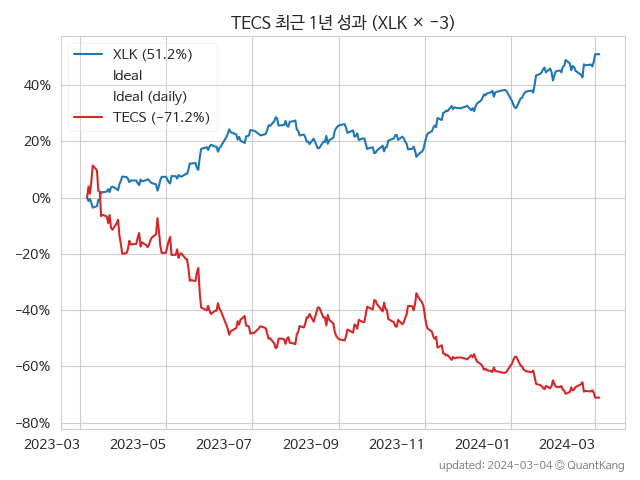 TECS 최근 1년 성과 (XLK × −3)
XLK (51.2%)
Ideal
Ideal (daily)
TECS (−71.2%)
40%
20%
0%
−20%
−40%
−60%
−80%
2023−03 2023−05 2023−07 2023−09 2023−11 2024−01 2024−03
updated: 2024−03−04 © QuantKang